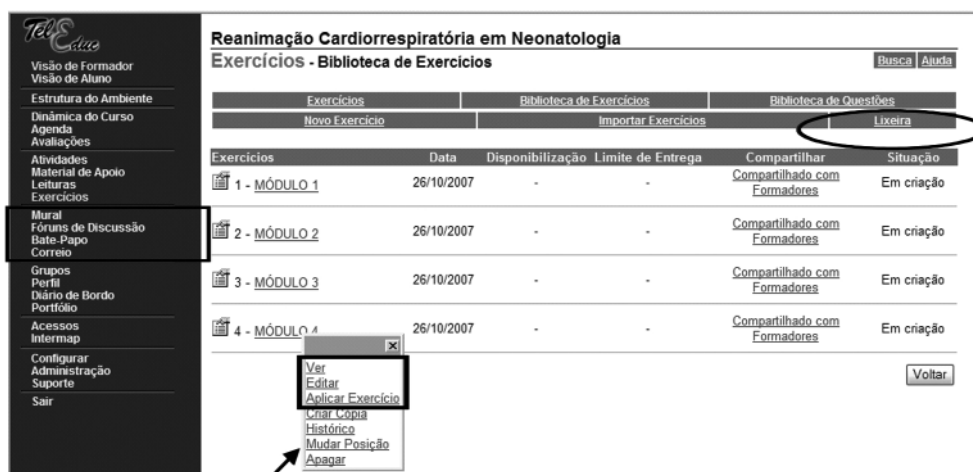 Tel Educ
Visão de Formador
Visão de Aluno
Estrutura do Ambiente
Dinâmica do Curso
Agenda
Avaliações
Atividades
Material de Apoio
Leituras
Exercícios
Mural
Fóruns de Discussão
Bate-Papo
Correio
Grupos
Perfil
Diário de Bordo
Portfólio
Acessos
Intermap
Configurar
Administração
Suporte
Sair
Reanimação Cardiorrespiratória em Neonatologia
Exercícios - Biblioteca de Exercicios
Busca Ajuda
Exercícios Biblioteca de Exercícios Biblioteca de Questões
Novo Exercício Importar Exercícios Lixeira
Exercícios Data Disponibilização Limite de Entrega Compartilhar Situação
1 - MÓDULO 1 26/10/2007 - - Compartilhado com Em criação
Formadores
2 - MÓDULO 2 26/10/2007 - - Compartilhado com Em criação
Formadores
3 - MÓDULO 3 26/10/2007 - - Compartilhado com Em criação
Formadores
4 - MÓDULO 4 26/10/2007 - - Compartilhado com Em criação
Formadores
Ver
Editar
Aplicar Exercício
Criar Cópia
Histórico
Mudar Posição
Apagar
Voltar